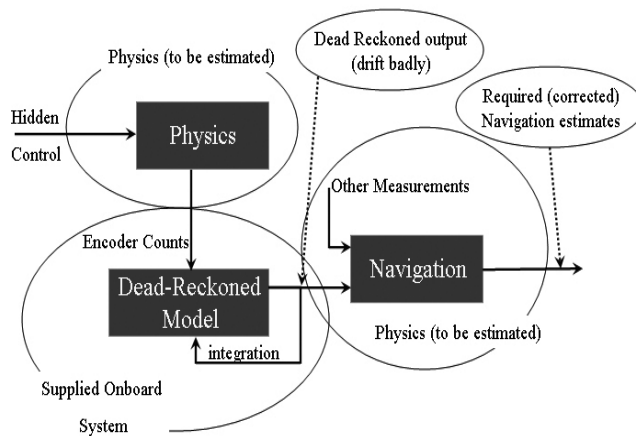 Dead Reckoned output
(drift badly)
Physics (to be estimated)
Required (corrected)
Navigation estimates
Hidden
Control
Physics
Other Measurements
Encoder Counts
Navigation
Dead-Reckoned
Model
Physics (to be estimated)
integration
Supplied Onboard
System